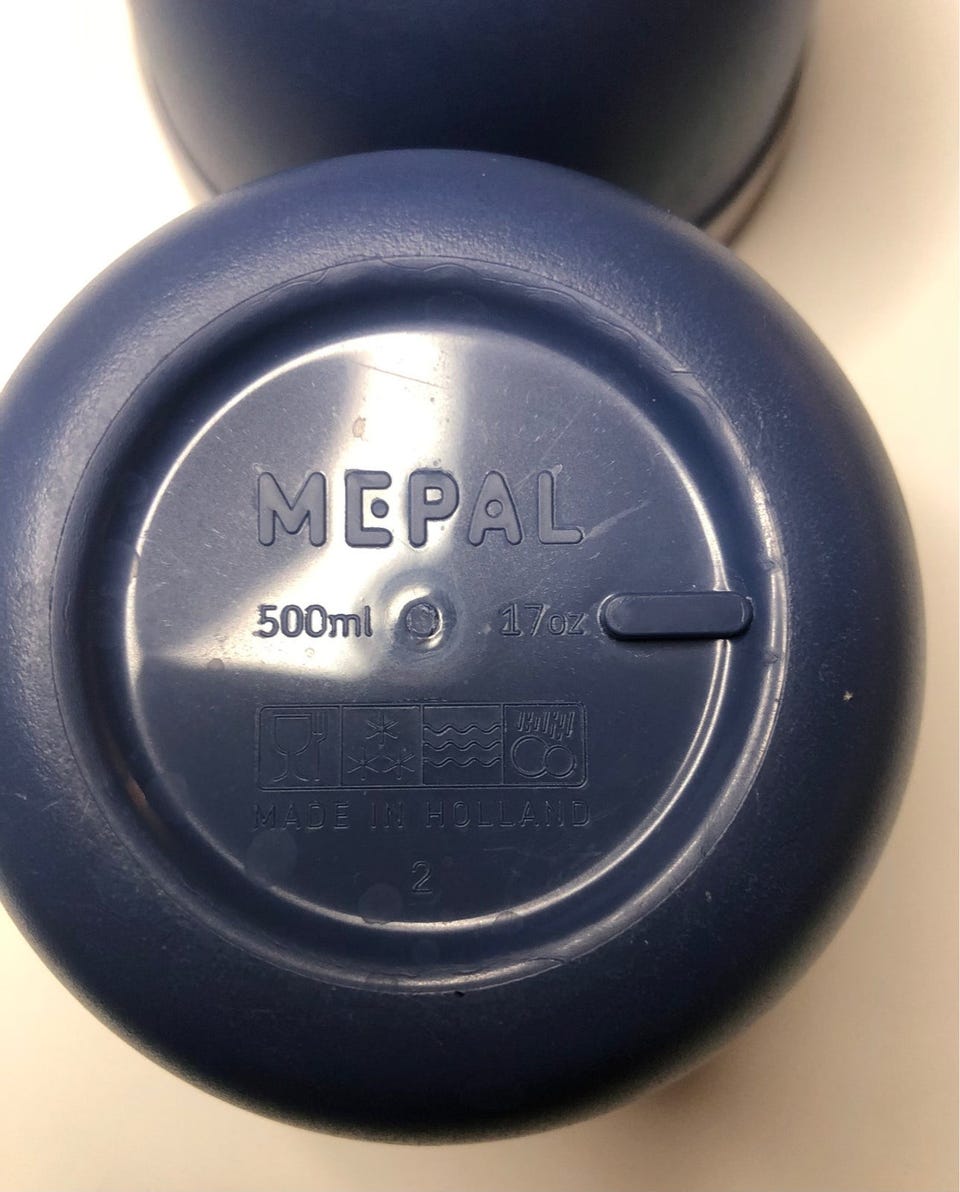 MEPAL
500ml 17oz
MADE IN HOLLAND
2